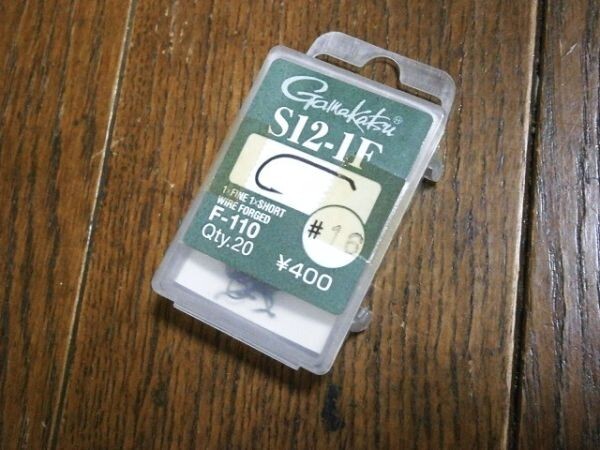 Gamakatsu®
S12-1F
1×FINE 1×SHORT
WIRE FORGED
F-110
Qty.20
#16
¥400